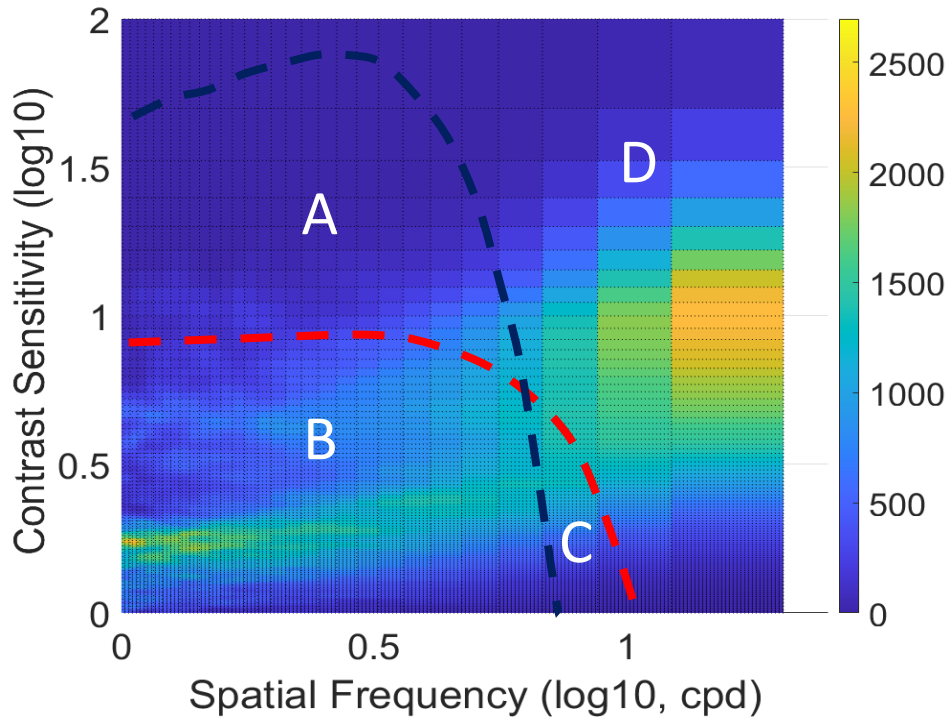 2
1.5
1
0.5
0
0
0.5
1
Contrast Sensitivity (log10)
Spatial Frequency (log10, cpd)
A
B
C
D
2500
2000
1500
1000
500
0